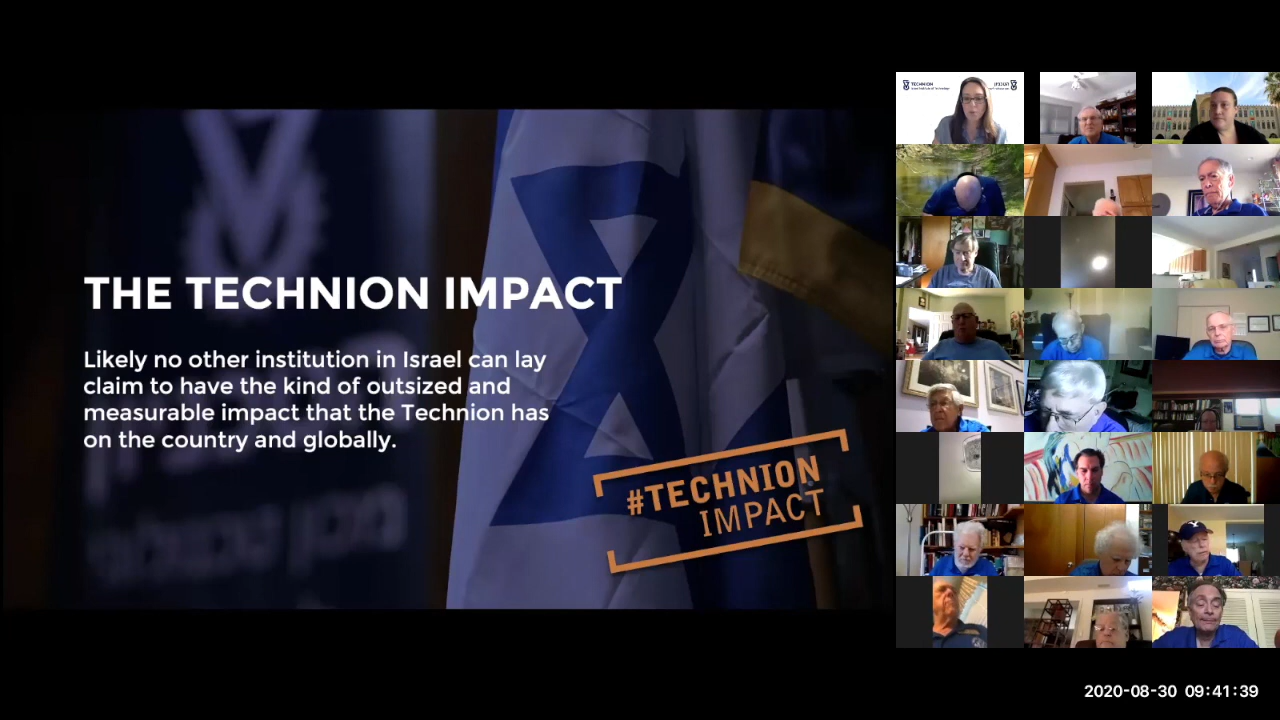 THE TECHNION IMPACT
Likely no other institution in Israel can lay
claim to have the kind of outsized and
measurable impact that the Technion has
on the country and globally.
#TECHNION
IMPACT
TECHNION
2020-08-30 09:41:39